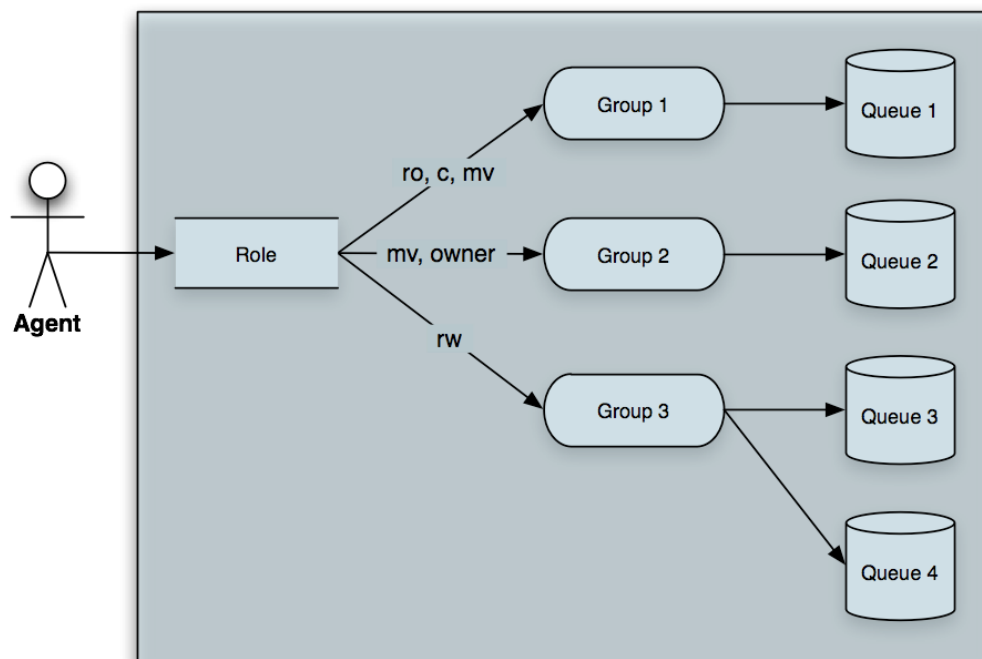 Group 1
Queue 1
ro, c, mv
Role
mv, owner
Group 2
Queue 2
Agent
rw
Group 3
Queue 3
Queue 4